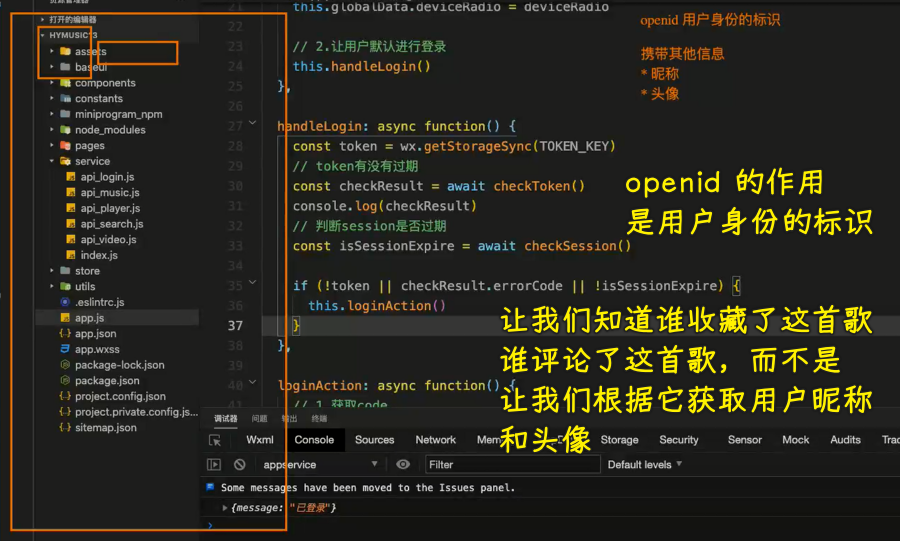 打开的编辑器
HYMUSIC13
assets
baseui
components
constants
miniprogram_npm
node_modules
pages
service
api_login.js
api_music.js
api_player.js
api_search.js
api_video.js
index.js
store
utils
.eslintrc.js
app.js
app.json
app.wxss
package-lock.json
package.json
project.config.json
project.private.config.js...
sitemap.json
21 this.globalData.deviceRadio = deviceRadio
22
23 // 2.让用户默认进行登录
24 this.handleLogin()
25 },
26
27 handleLogin: async function() {
28 const token = wx.getStorageSync(TOKEN_KEY)
29 // token有没有过期
30 const checkResult = await checkToken()
31 console.log(checkResult)
32 // 判断session是否过期
33 const isSessionExpire = await checkSession()
34
35 if (!token || checkResult.errorCode || !isSessionExpire) {
36 this.loginAction()
37 }
38 },
39
40 loginAction: async function() {
// 1.获取code
openid 用户身份的标识
携带其他信息
* 昵称
* 头像
openid 的作用
是用户身份的标识
让我们知道谁收藏了这首歌
谁评论了这首歌，而不是
让我们根据它获取用户昵称
和头像
调试器 问题 输出 终端
Wxml Console Sources Network Storage Security Sensor Mock Audits
appservice Filter Default levels
Some messages have been moved to the Issues panel.
{message: "已登录"}